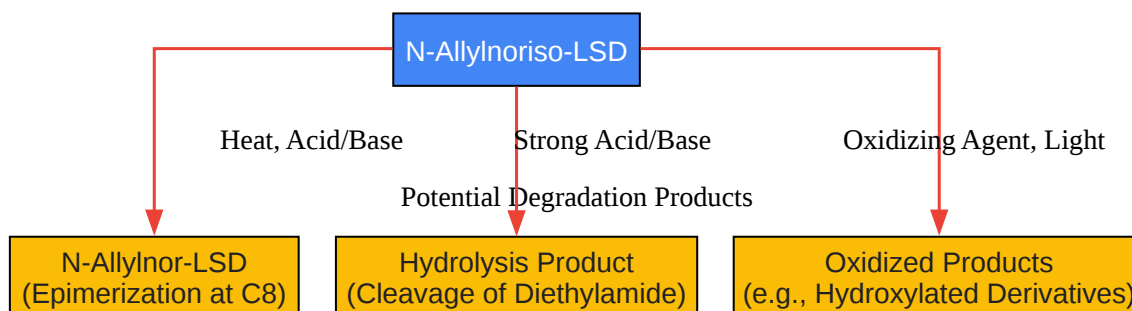 N-Allylnoriso-LSD
Heat, Acid/Base
Strong Acid/Base
Oxidizing Agent, Light
Potential Degradation Products
N-Allylnor-LSD
(Epimerization at C8)
Hydrolysis Product
(Cleavage of Diethylamide)
Oxidized Products
(e.g., Hydroxylated Derivatives)